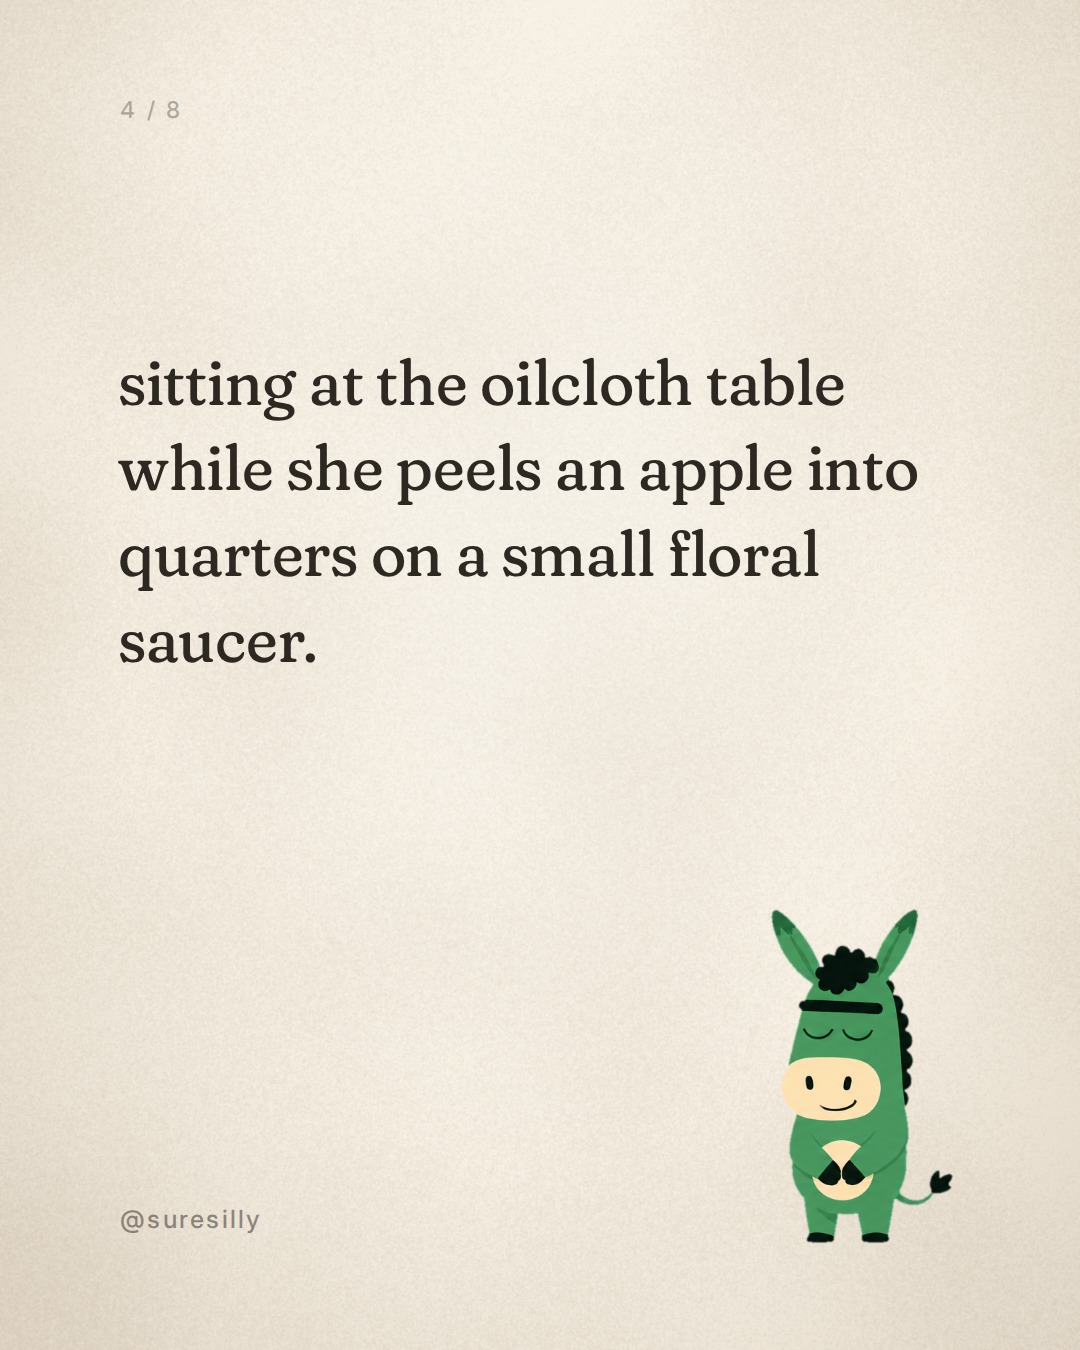 4 / 8
sitting at the oilcloth table
while she peels an apple into
quarters on a small floral
saucer.
@suresilly